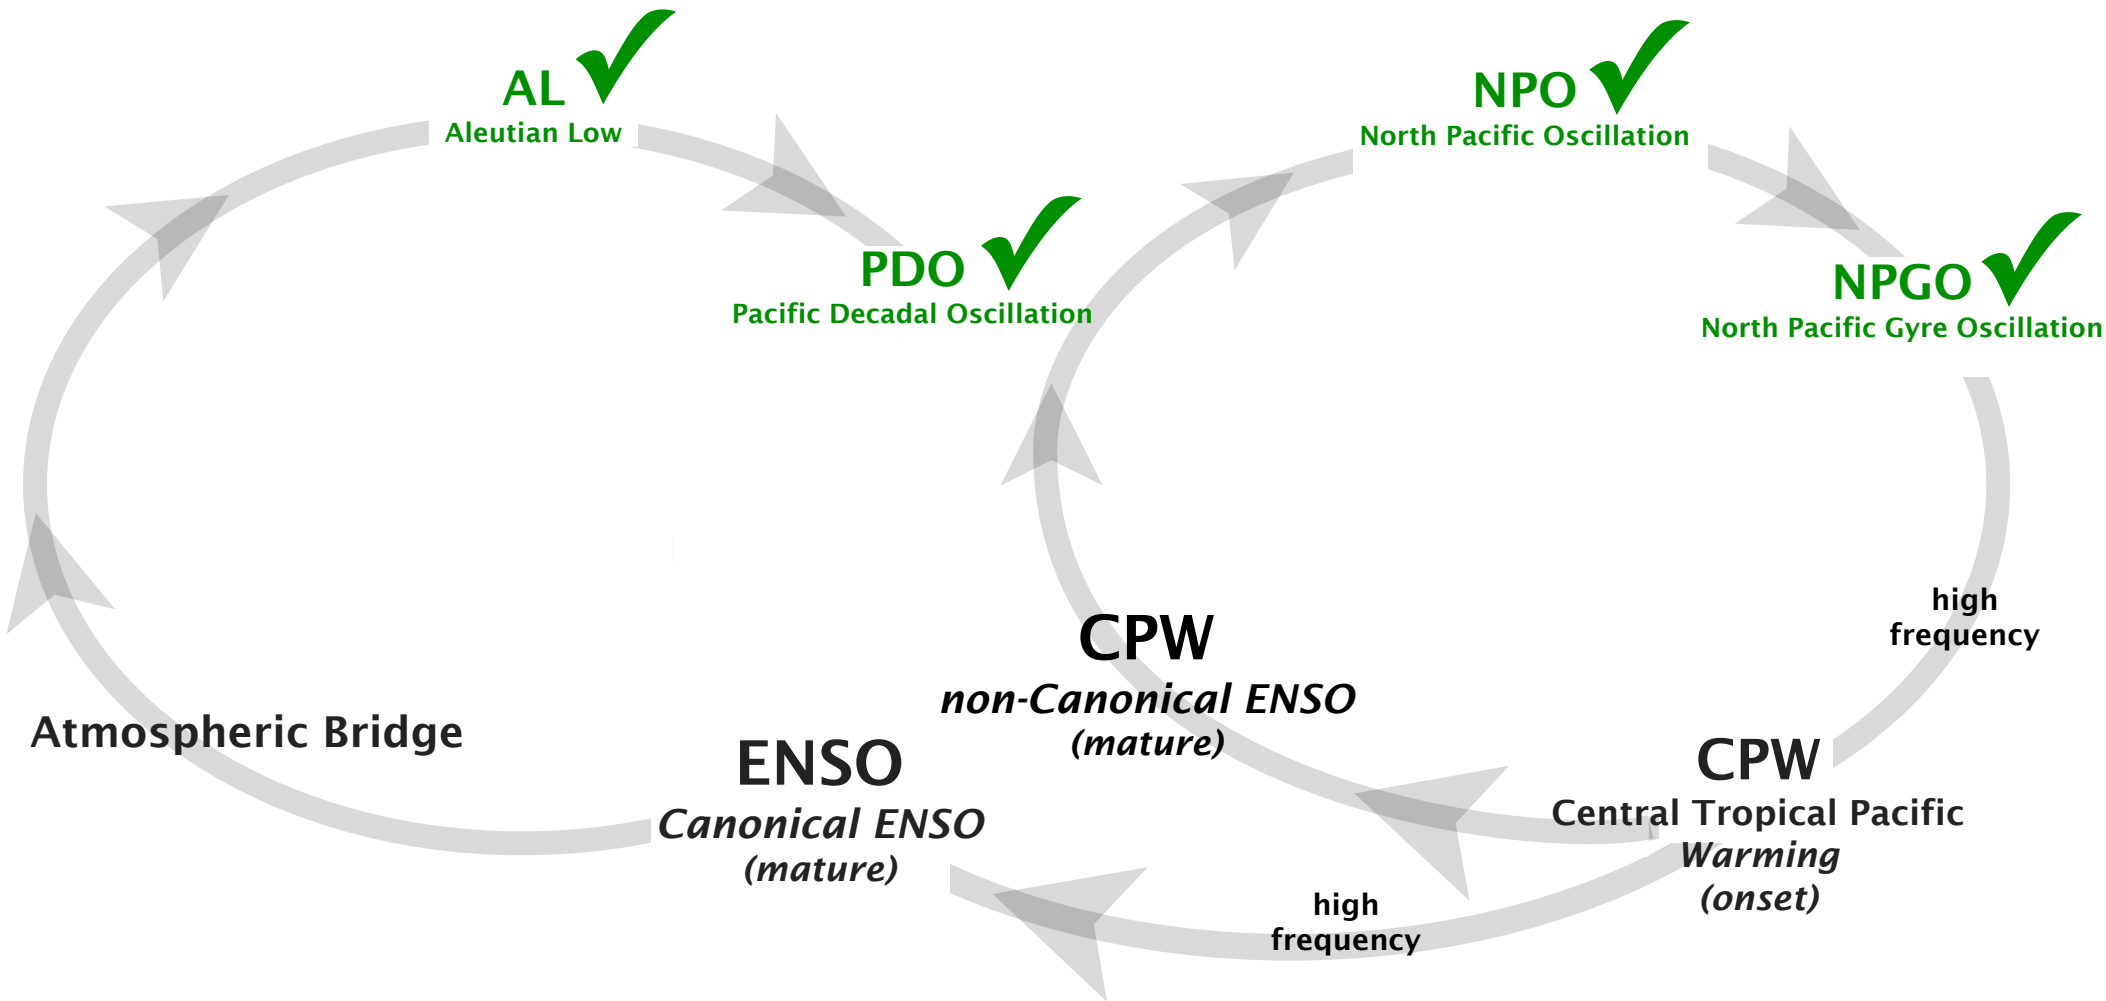 AL
Aleutian Low
NPO
North Pacific Oscillation
PDO
Pacific Decadal Oscillation
NPGO
North Pacific Gyre Oscillation
high
frequency
CPW
non-Canonical ENSO
(mature)
Atmospheric Bridge
ENSO
Canonical ENSO
(mature)
CPW
Central Tropical Pacific
Warming
(onset)
high
frequency